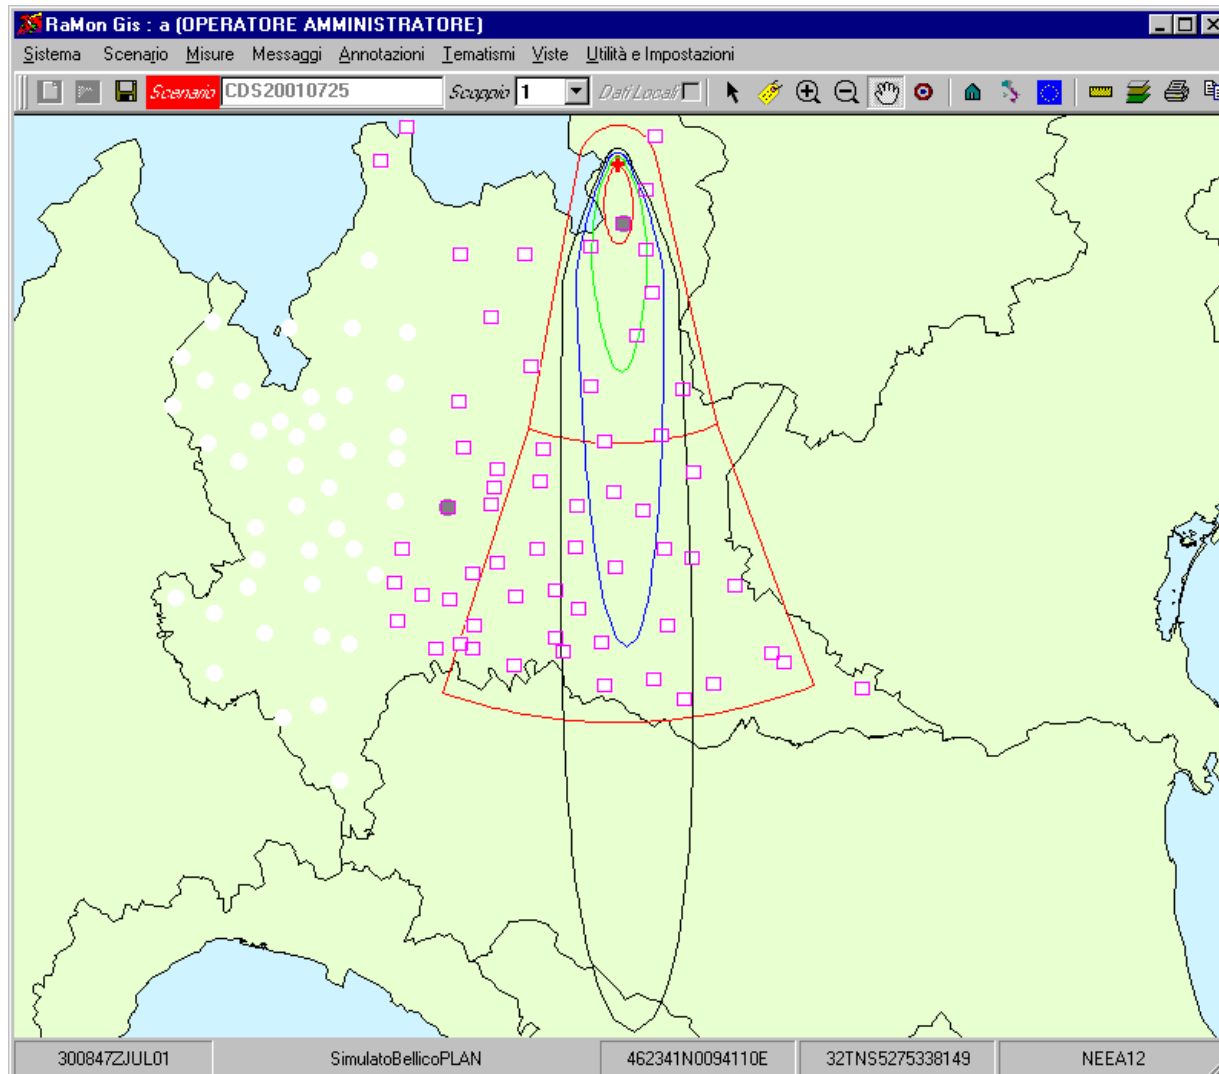 RaMon Gis : a (OPERATORE AMMINISTRATORE)
Sistema Scenario Misure Messaggi Annotazioni Tematismi Viste Utilità e Impostazioni
Scenario CDS20010725 Scoppio 1 Dati Locali
300847ZJUL01 SimulatoBellicoPLAN 462341N0094110E 32TNS5275338149 NEEA12